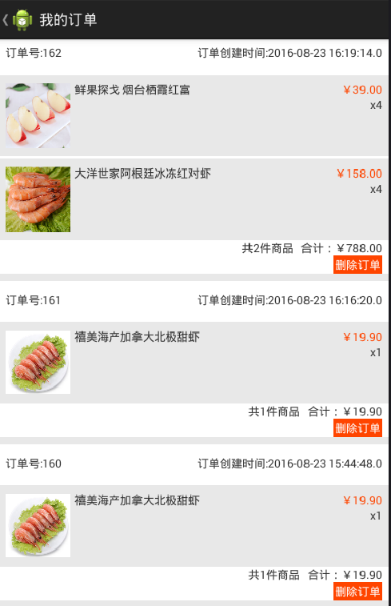 我的订单
订单号:162 订单创建时间:2016-08-23 16:19:14.0
鲜果探戈 烟台栖霞红富 ￥39.00
x4
大洋世家阿根廷冰冻红对虾 ￥158.00
x4
共2件商品 合计：￥788.00
删除订单
订单号:161 订单创建时间:2016-08-23 16:16:20.0
禧美海产加拿大北极甜虾 ￥19.90
x1
共1件商品 合计：￥19.90
删除订单
订单号:160 订单创建时间:2016-08-23 15:44:48.0
禧美海产加拿大北极甜虾 ￥19.90
x1
共1件商品 合计：￥19.90
删除订单